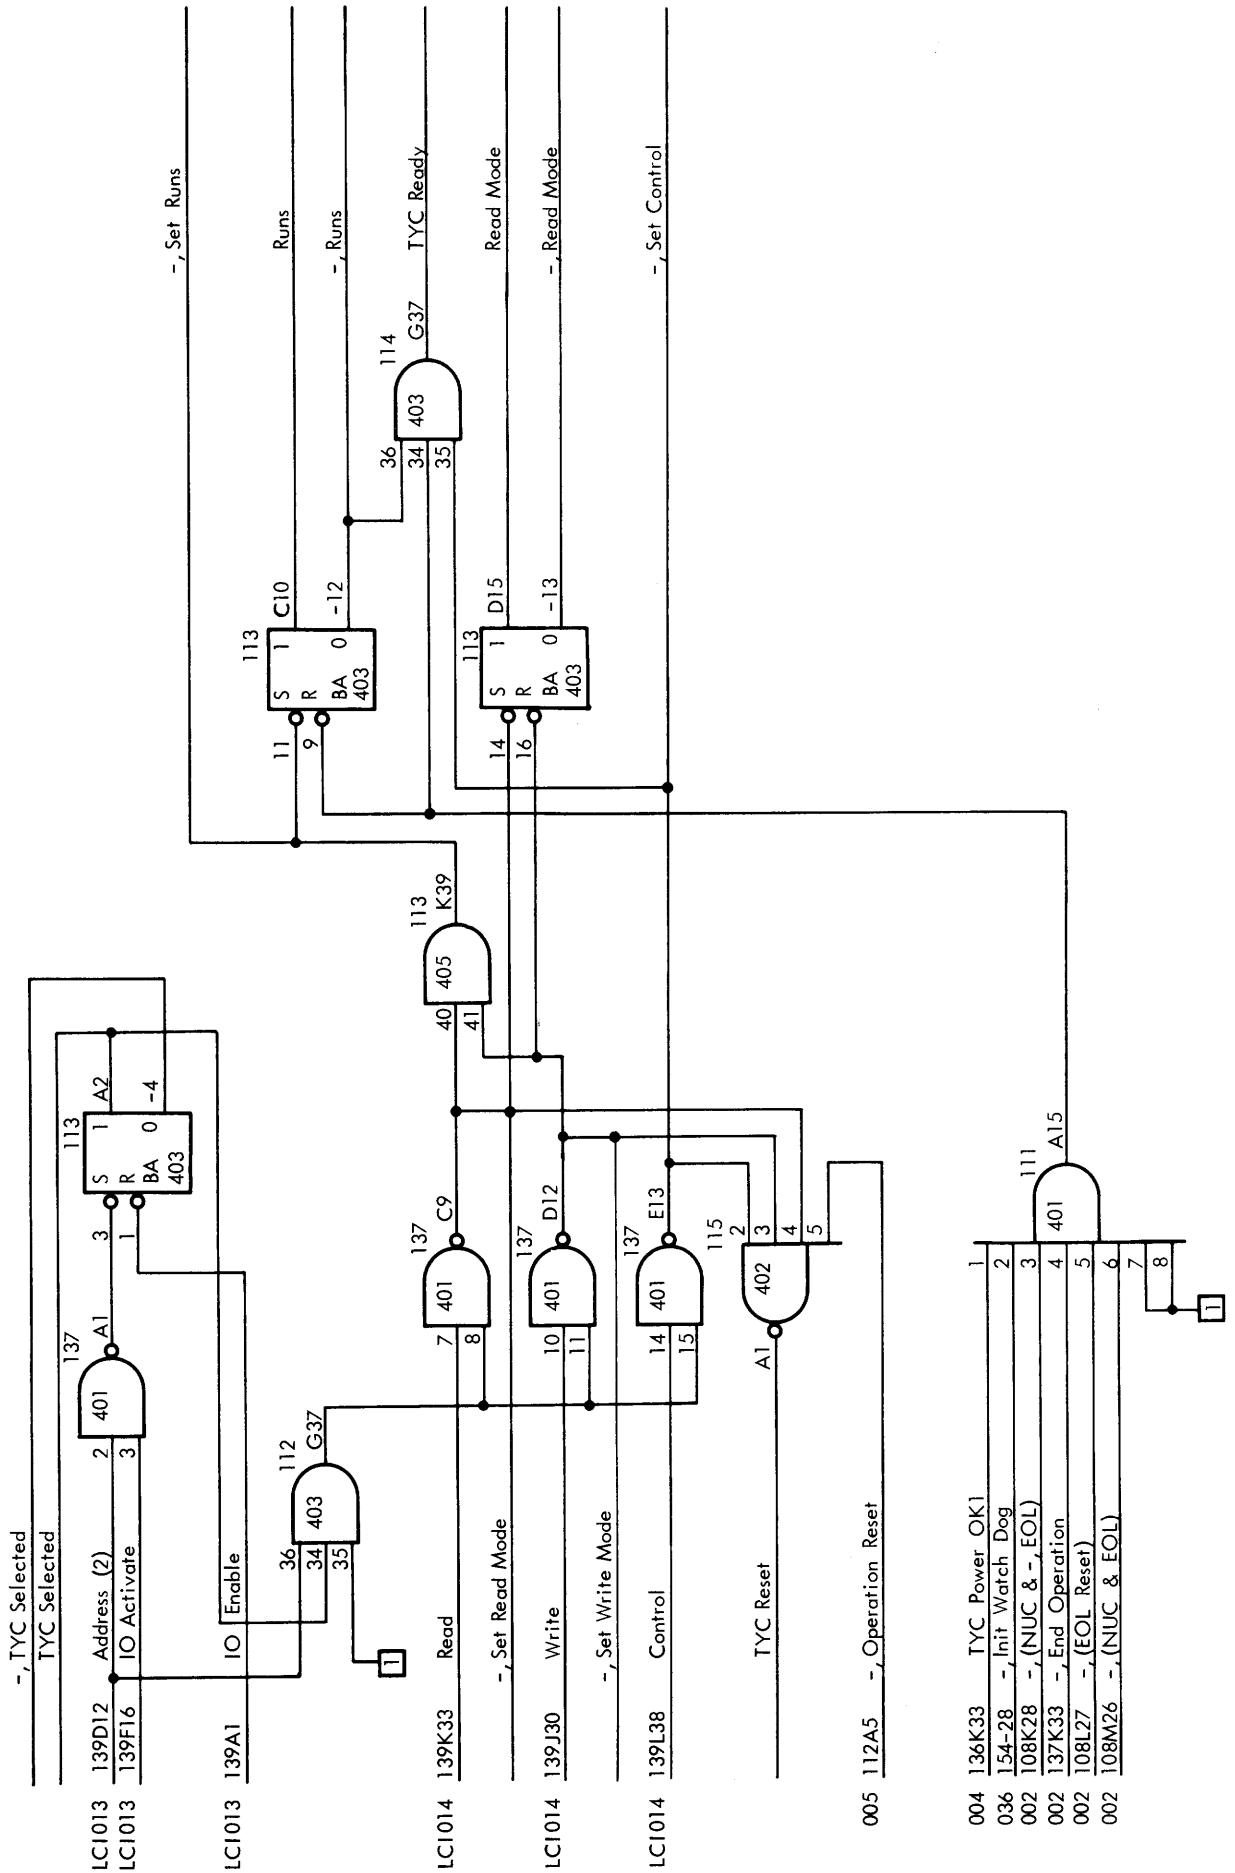 -,TYC Selected
TYC Selected
LC1013 139D12 Address (2)
LC1013 139F16 IO Activate
LC1013 139A1 IO Enable
2
3
401
137
A1
3
1
113
S
R
BA
403
1
0
A2
-4
36
34
35
1
403
112
G37
LC1014 139K33 Read
-,Set Read Mode
LC1014 139J30 Write
-,Set Write Mode
LC1014 139L38 Control
TYC Reset
005 112A5 -,Operation Reset
7
8
401
137
C9
10
11
401
137
D12
14
15
401
137
E13
A1
402
115
2
3
4
5
40
41
405
113
K39
11
9
113
S
R
BA
403
1
0
C10
-12
14
16
113
S
R
BA
403
1
0
D15
-13
36
34
35
403
114
G37
-,Set Runs
Runs
-,Runs
TYC Ready
Read Mode
-,Read Mode
-,Set Control
004 136K33 TYC Power OK1
036 154-28 -,Init Watch Dog
002 108K28 -,(NUC & -,EOL)
002 137K33 -,End Operation
002 108L27 -,(EOL Reset)
002 108M26 -,(NUC & EOL)
1
2
3
4
5
6
7
8
1
401
111
A15